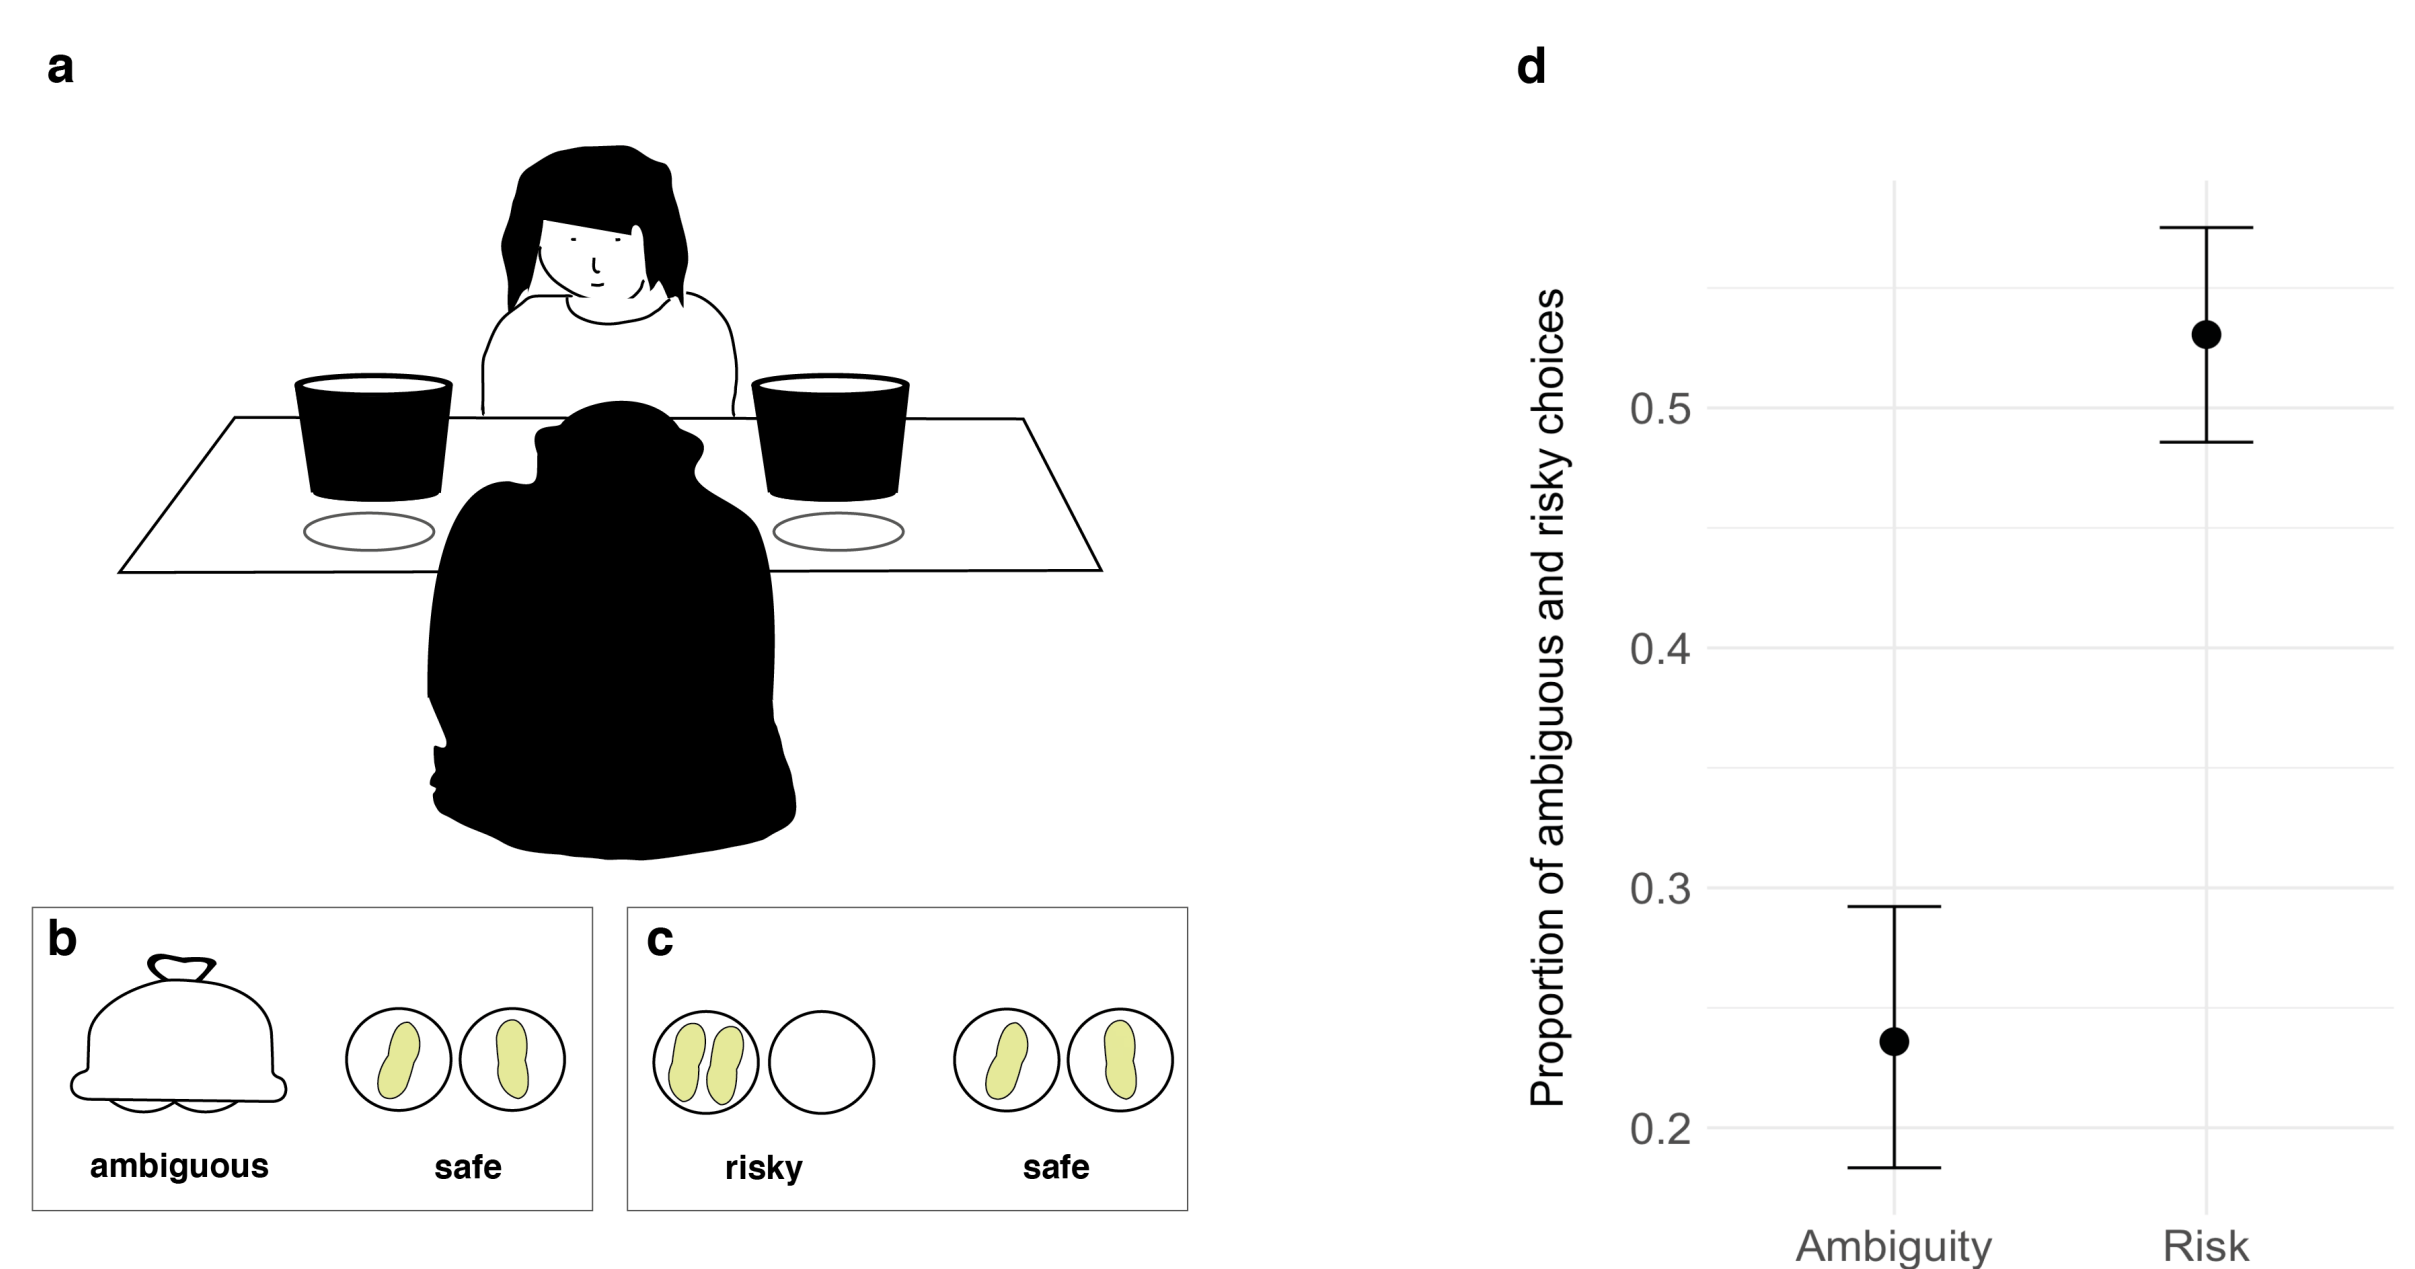 a
b
ambiguous
safe
c
risky
safe
d
Proportion of ambiguous and risky choices
0.5
0.4
0.3
0.2
Ambiguity
Risk